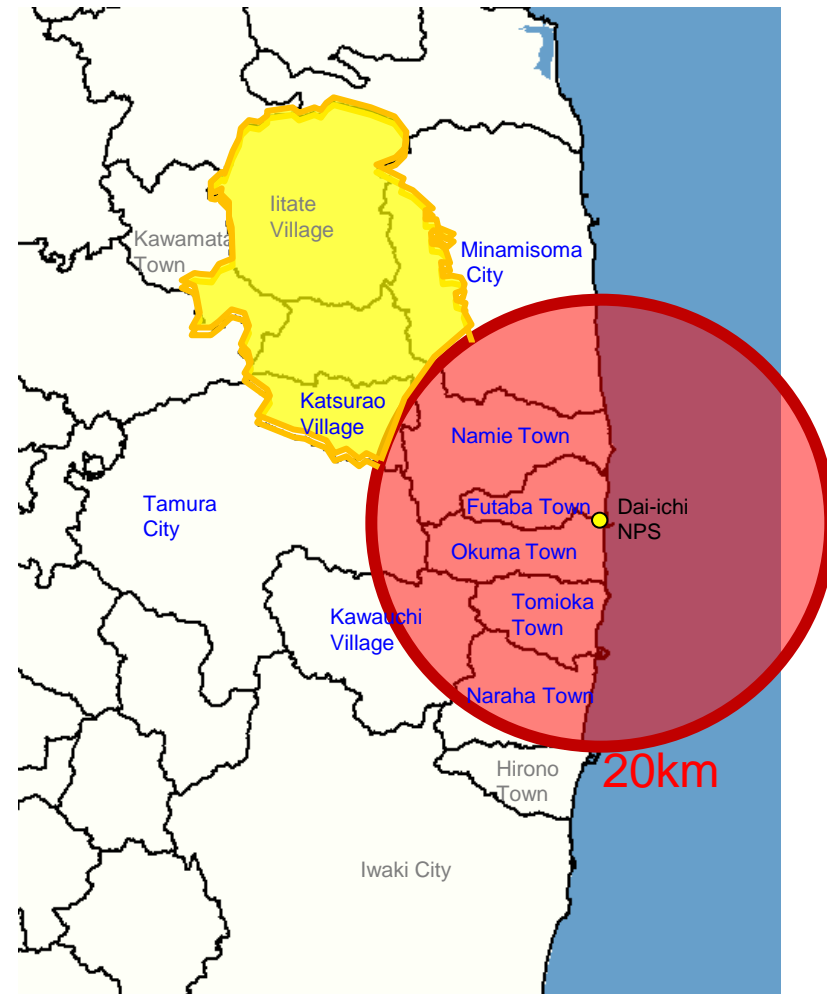 Iitate
Village
Kawamata
Town
Minamisoma
City
Katsurao
Village
Namie Town
Tamura
City
Futaba Town
Dai-ichi
NPS
Okuma Town
Tomioka
Town
Kawauchi
Village
Naraha Town
Hirono
Town
20km
Iwaki City